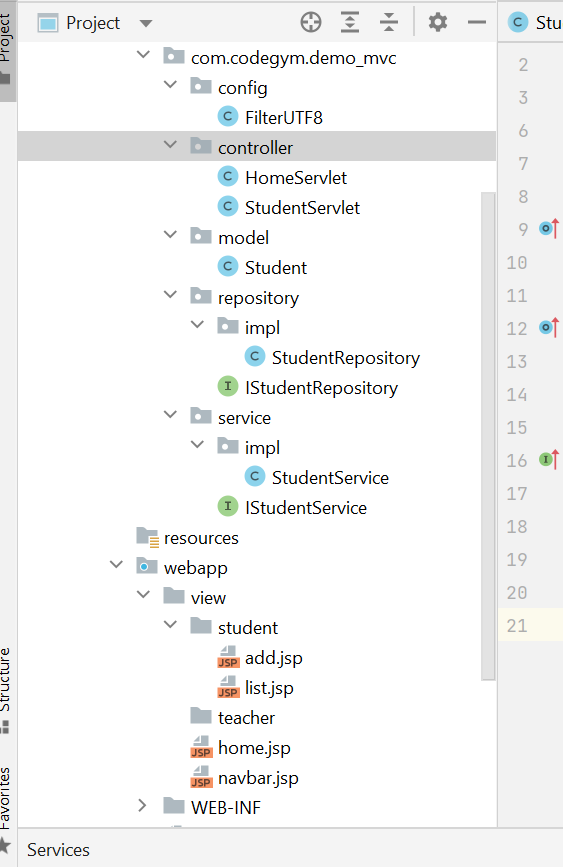 Project
Project
Stu
com.codegym.demo_mvc
config
C FilterUTF8
controller
C HomeServlet
C StudentServlet
model
C Student
repository
impl
C StudentRepository
I IStudentRepository
service
impl
C StudentService
I IStudentService
resources
webapp
view
student
JSP add.jsp
JSP list.jsp
teacher
JSP home.jsp
JSP navbar.jsp
WEB-INF
Structure
Favorites
Services
C
2
3
6
7
8
9
10
11
12
13
14
15
16 I
17
18
19
20
21